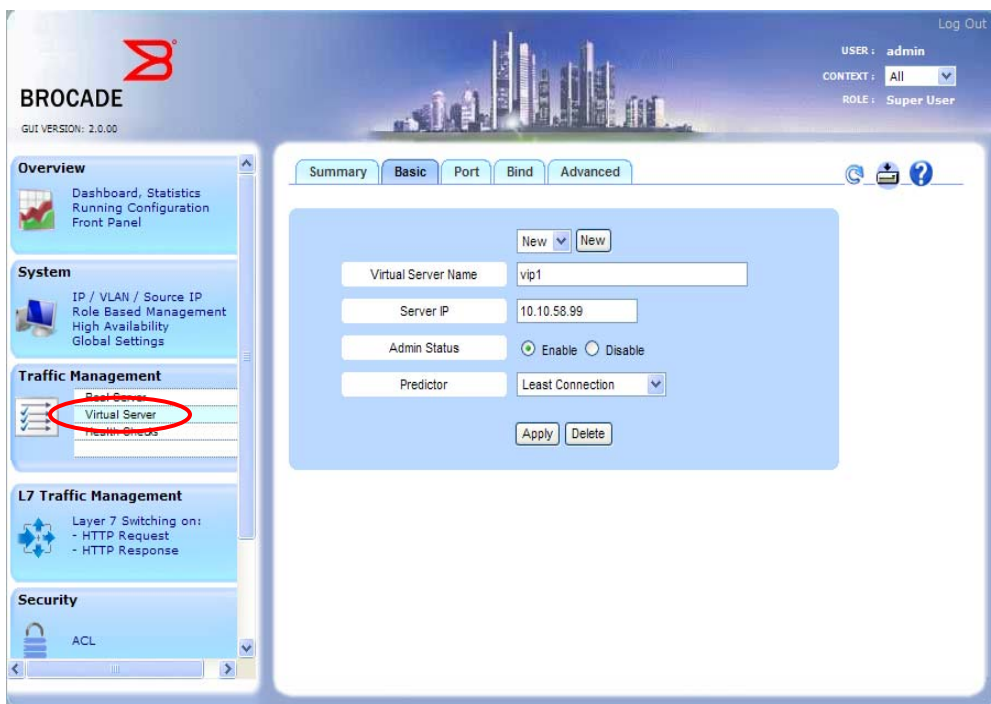 Log Out
USER : admin
CONTEXT : All
ROLE : Super User
BROCADE
GUI VERSION: 2.0.00
Overview
Dashboard, Statistics
Running Configuration
Front Panel
System
IP / VLAN / Source IP
Role Based Management
High Availability
Global Settings
Traffic Management
Real Server
Virtual Server
Health Checks
L7 Traffic Management
Layer 7 Switching on:
- HTTP Request
- HTTP Response
Security
ACL
Summary Basic Port Bind Advanced
New New
Virtual Server Name vip1
Server IP 10.10.58.99
Admin Status Enable Disable
Predictor Least Connection
Apply Delete